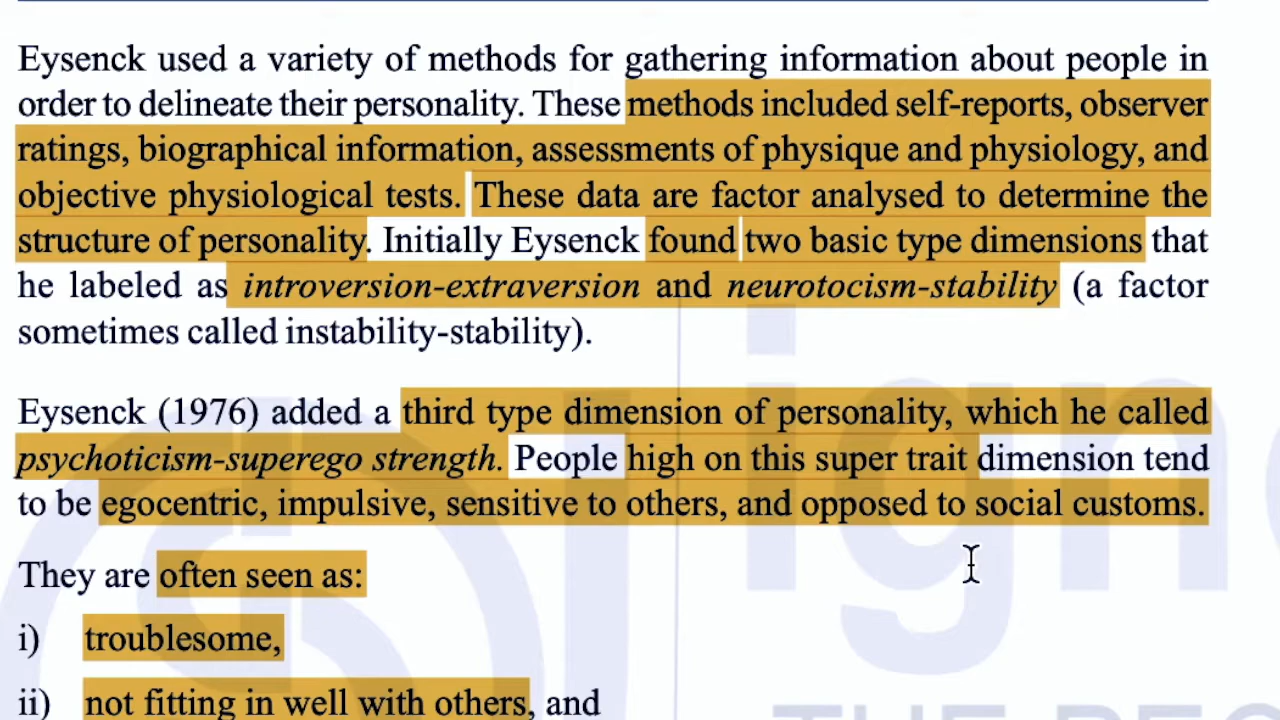 Eysenck used a variety of methods for gathering information about people in
order to delineate their personality. These methods included self-reports, observer
ratings, biographical information, assessments of physique and physiology, and
objective physiological tests. These data are factor analysed to determine the
structure of personality. Initially Eysenck found two basic type dimensions that
he labeled as introversion-extraversion and neurotocism-stability (a factor
sometimes called instability-stability).
Eysenck (1976) added a third type dimension of personality, which he called
psychoticism-superego strength. People high on this super trait dimension tend
to be egocentric, impulsive, sensitive to others, and opposed to social customs.
They are often seen as:
i) troublesome,
ii) not fitting in well with others, and
ign